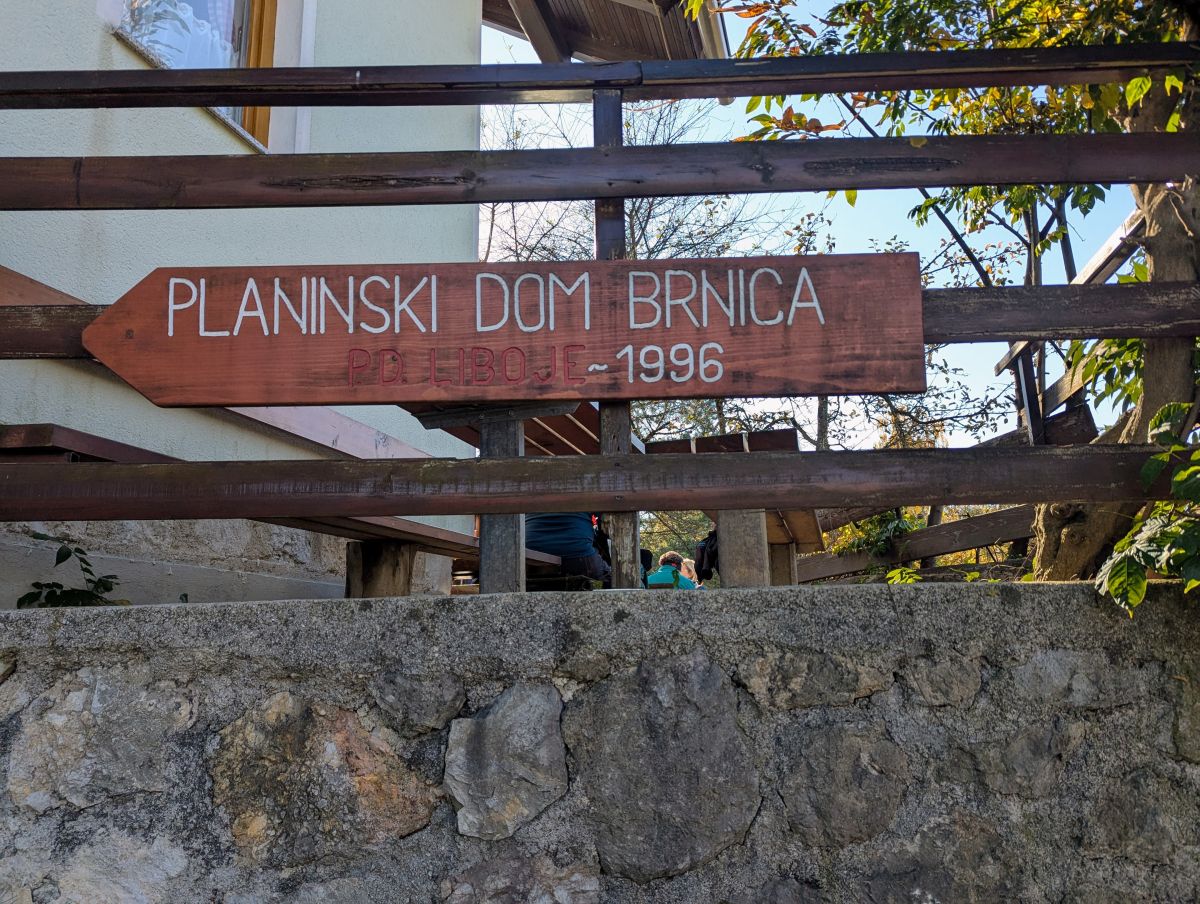 PLANINSKI DOM BRNICA
PD. LIBOJE ~ 1996